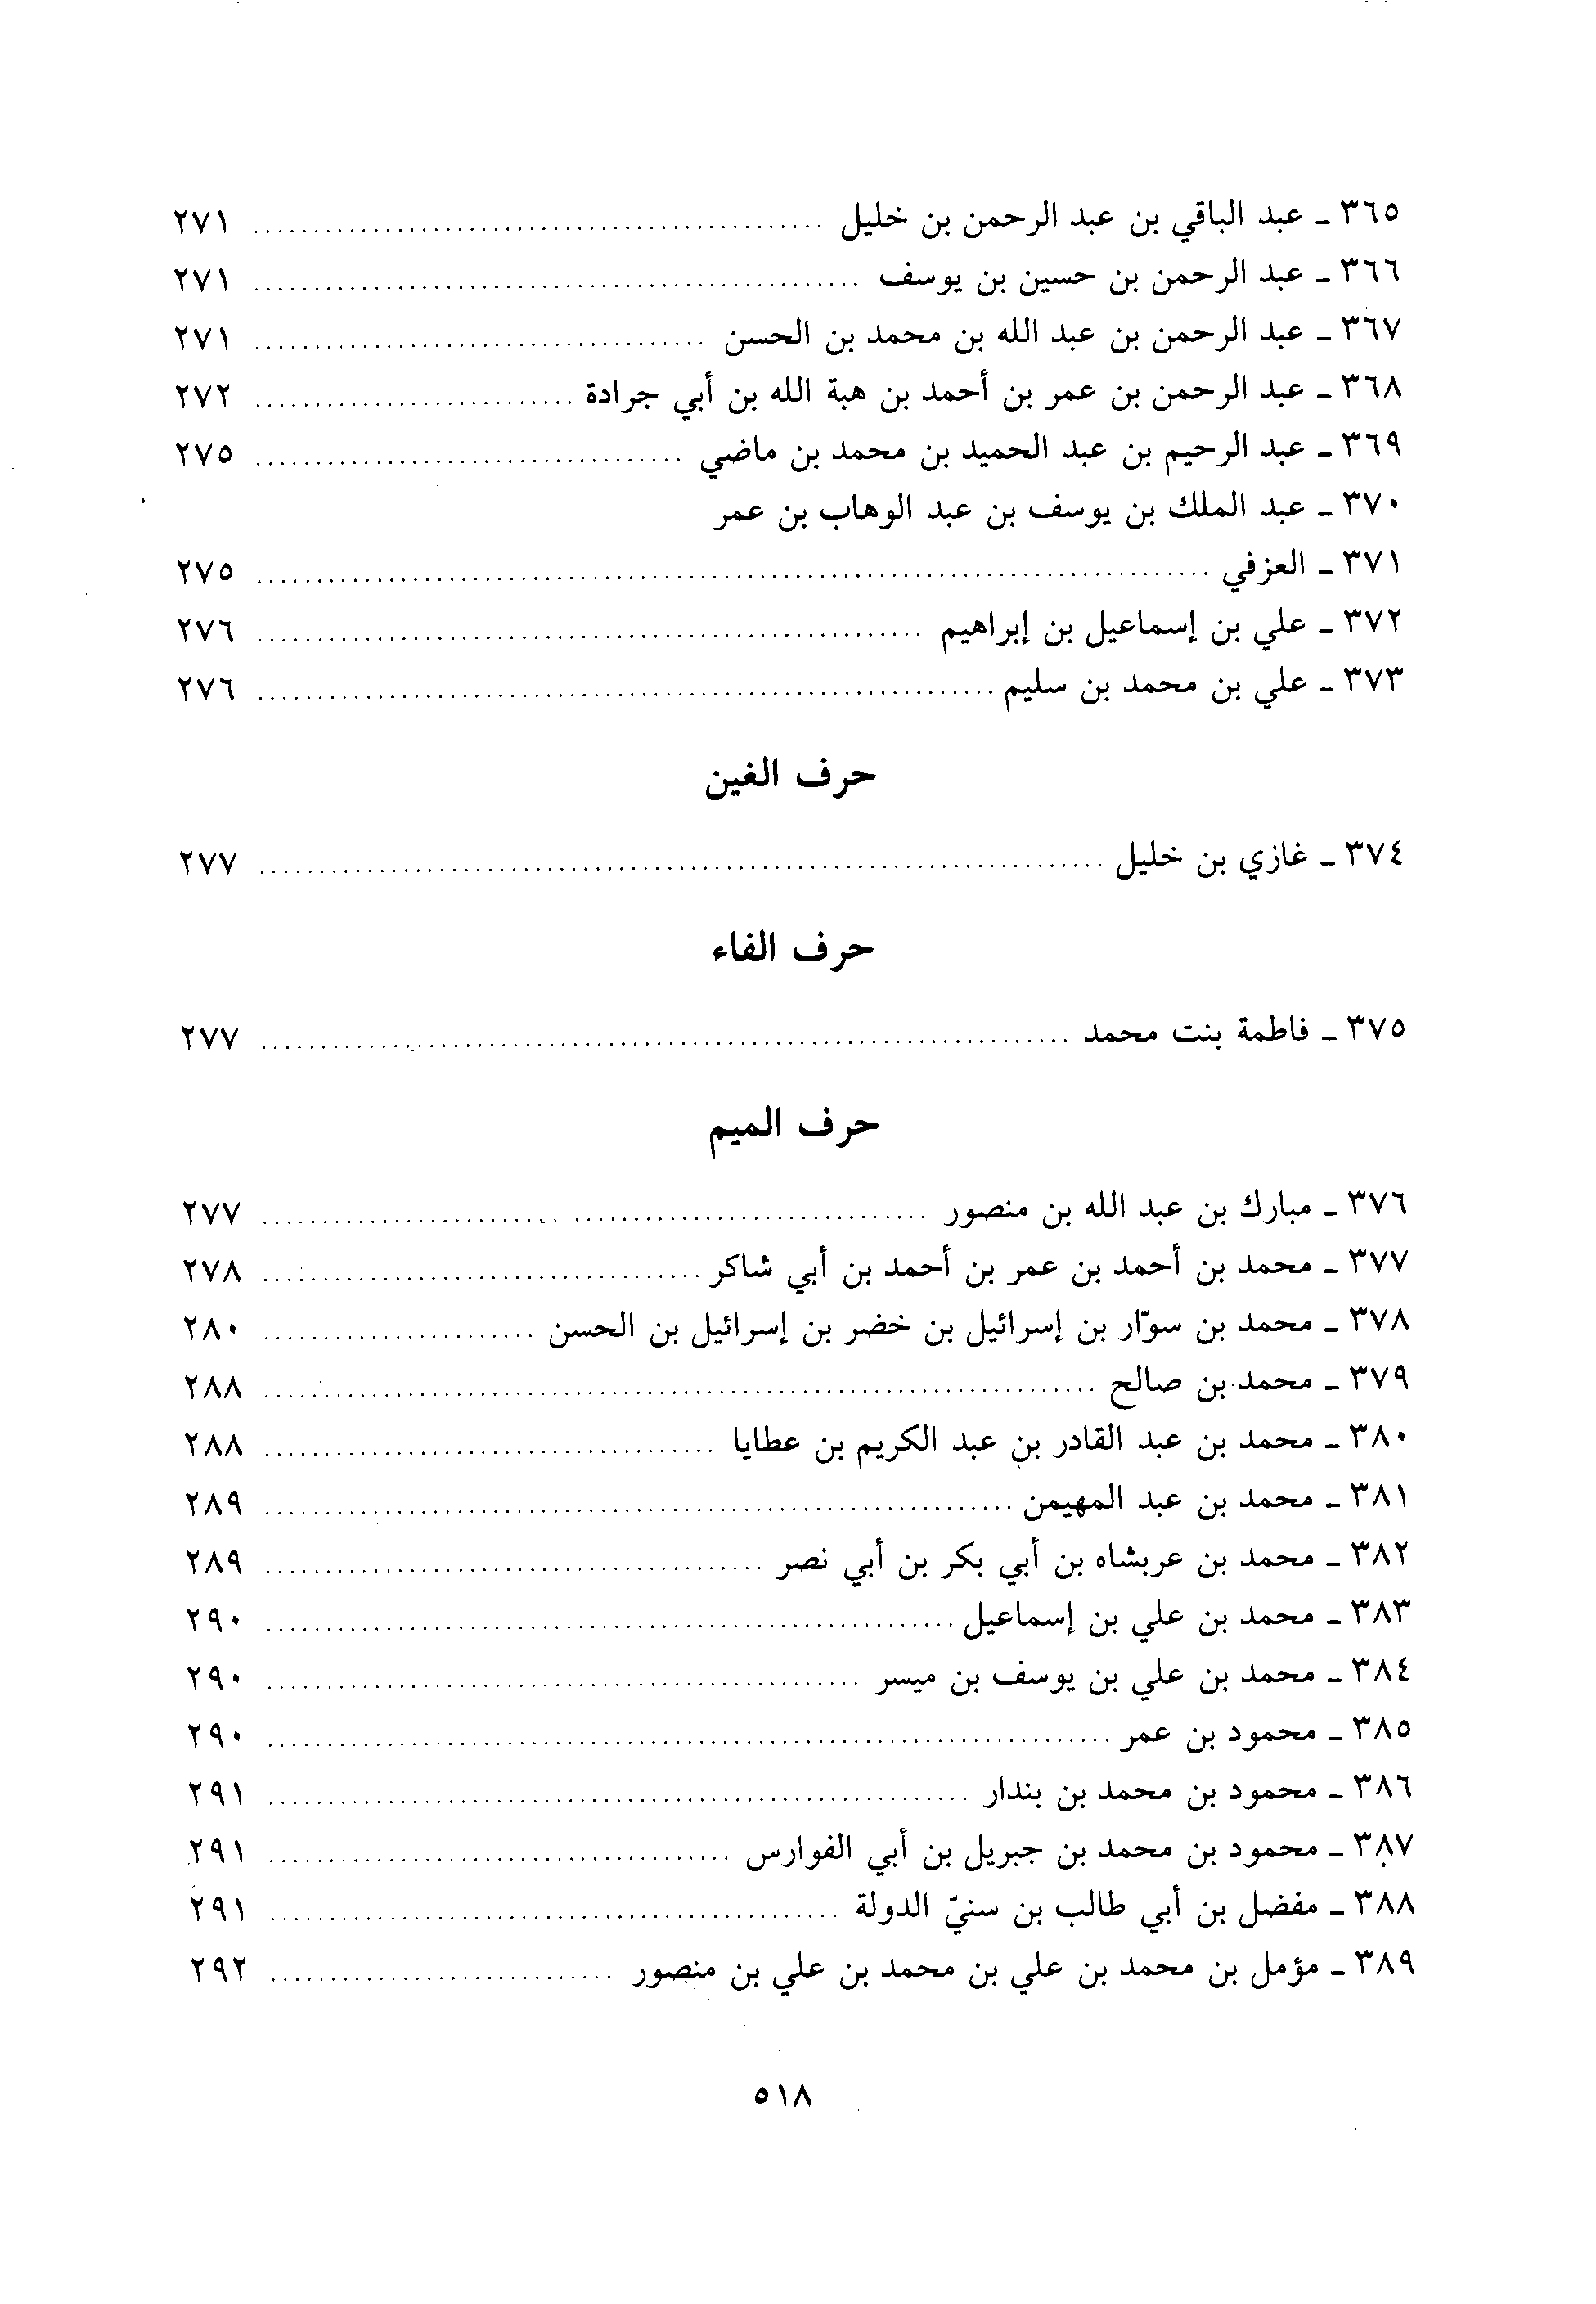 ٣٦٥ ـ عبد الباقي بن عبد الرحمن بن خليل ........ ٢٧١
٣٦٦ ـ عبد الرحمن بن حسين بن يوسف ........ ٢٧١
٣٦٧ ـ عبد الرحمن بن عبد الله بن محمد بن الحسن ........ ٢٧١
٣٦٨ ـ عبد الرحمن بن عمر بن أحمد بن هبة الله بن أبي جرادة ........ ٢٧٢
٣٦٩ ـ عبد الرحيم بن عبد الحميد بن محمد بن ماضي ........ ٢٧٥
٣٧٠ ـ عبد الملك بن يوسف بن عبد الوهاب بن عمر
٣٧١ ـ العزفي ........ ٢٧٥
٣٧٢ ـ علي بن إسماعيل بن إبراهيم ........ ٢٧٦
٣٧٣ ـ علي بن محمد بن سليم ........ ٢٧٦
حرف الغين
٣٧٤ ـ غازي بن خليل ........ ٢٧٧
حرف الفاء
٣٧٥ ـ فاطمة بنت محمد ........ ٢٧٧
حرف الميم
٣٧٦ ـ مبارك بن عبد الله بن منصور ........ ٢٧٧
٣٧٧ ـ محمد بن أحمد بن عمر بن أحمد بن أبي شاكر ........ ٢٧٨
٣٧٨ ـ محمد بن سوّار بن إسرائيل بن خضر بن إسرائيل بن الحسن ........ ٢٨٠
٣٧٩ ـ محمد بن صالح ........ ٢٨٨
٣٨٠ ـ محمد بن عبد القادر بن عبد الكريم بن عطايا ........ ٢٨٨
٣٨١ ـ محمد بن عبد المهيمن ........ ٢٨٩
٣٨٢ ـ محمد بن عربشاه بن أبي بكر بن أبي نصر ........ ٢٨٩
٣٨٣ ـ محمد بن علي بن إسماعيل ........ ٢٩٠
٣٨٤ ـ محمد بن علي بن يوسف بن ميسر ........ ٢٩٠
٣٨٥ ـ محمود بن عمر ........ ٢٩٠
٣٨٦ ـ محمود بن محمد بن بندار ........ ٢٩١
٣٨٧ ـ محمود بن محمد بن جبريل بن أبي الفوارس ........ ٢٩١
٣٨٨ ـ مفضل بن أبي طالب بن سنيّ الدولة ........ ٢٩١
٣٨٩ ـ مؤمل بن محمد بن علي بن محمد بن علي بن منصور ........ ٢٩٢
٥١٨